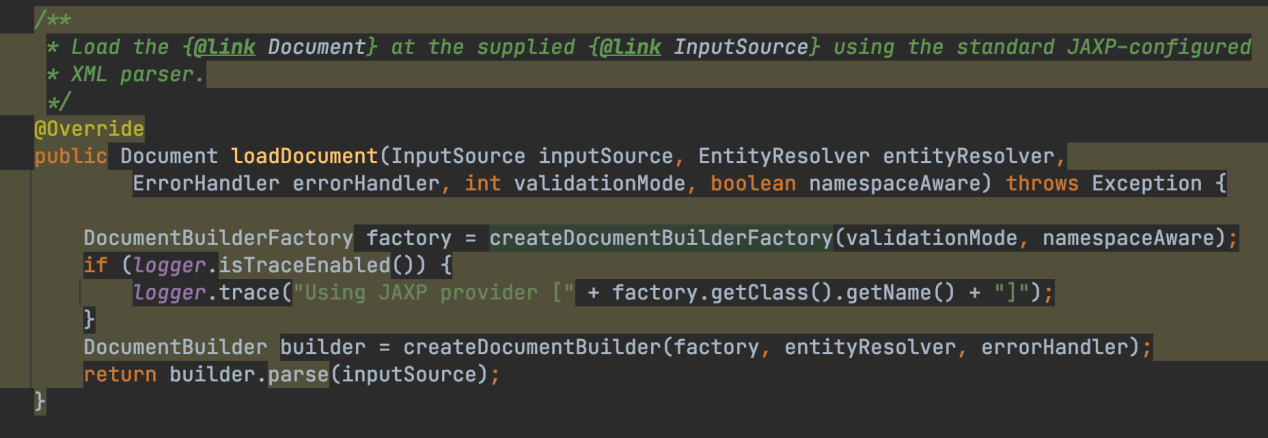 /**
* Load the {@link Document} at the supplied {@link InputSource} using the standard JAXP-configured
* XML parser.
*/
@Override
public Document loadDocument(InputSource inputSource, EntityResolver entityResolver,
ErrorHandler errorHandler, int validationMode, boolean namespaceAware) throws Exception {
DocumentBuilderFactory factory = createDocumentBuilderFactory(validationMode, namespaceAware);
if (logger.isTraceEnabled()) {
logger.trace("Using JAXP provider [" + factory.getClass().getName() + "]");
}
DocumentBuilder builder = createDocumentBuilder(factory, entityResolver, errorHandler);
return builder.parse(inputSource);
}